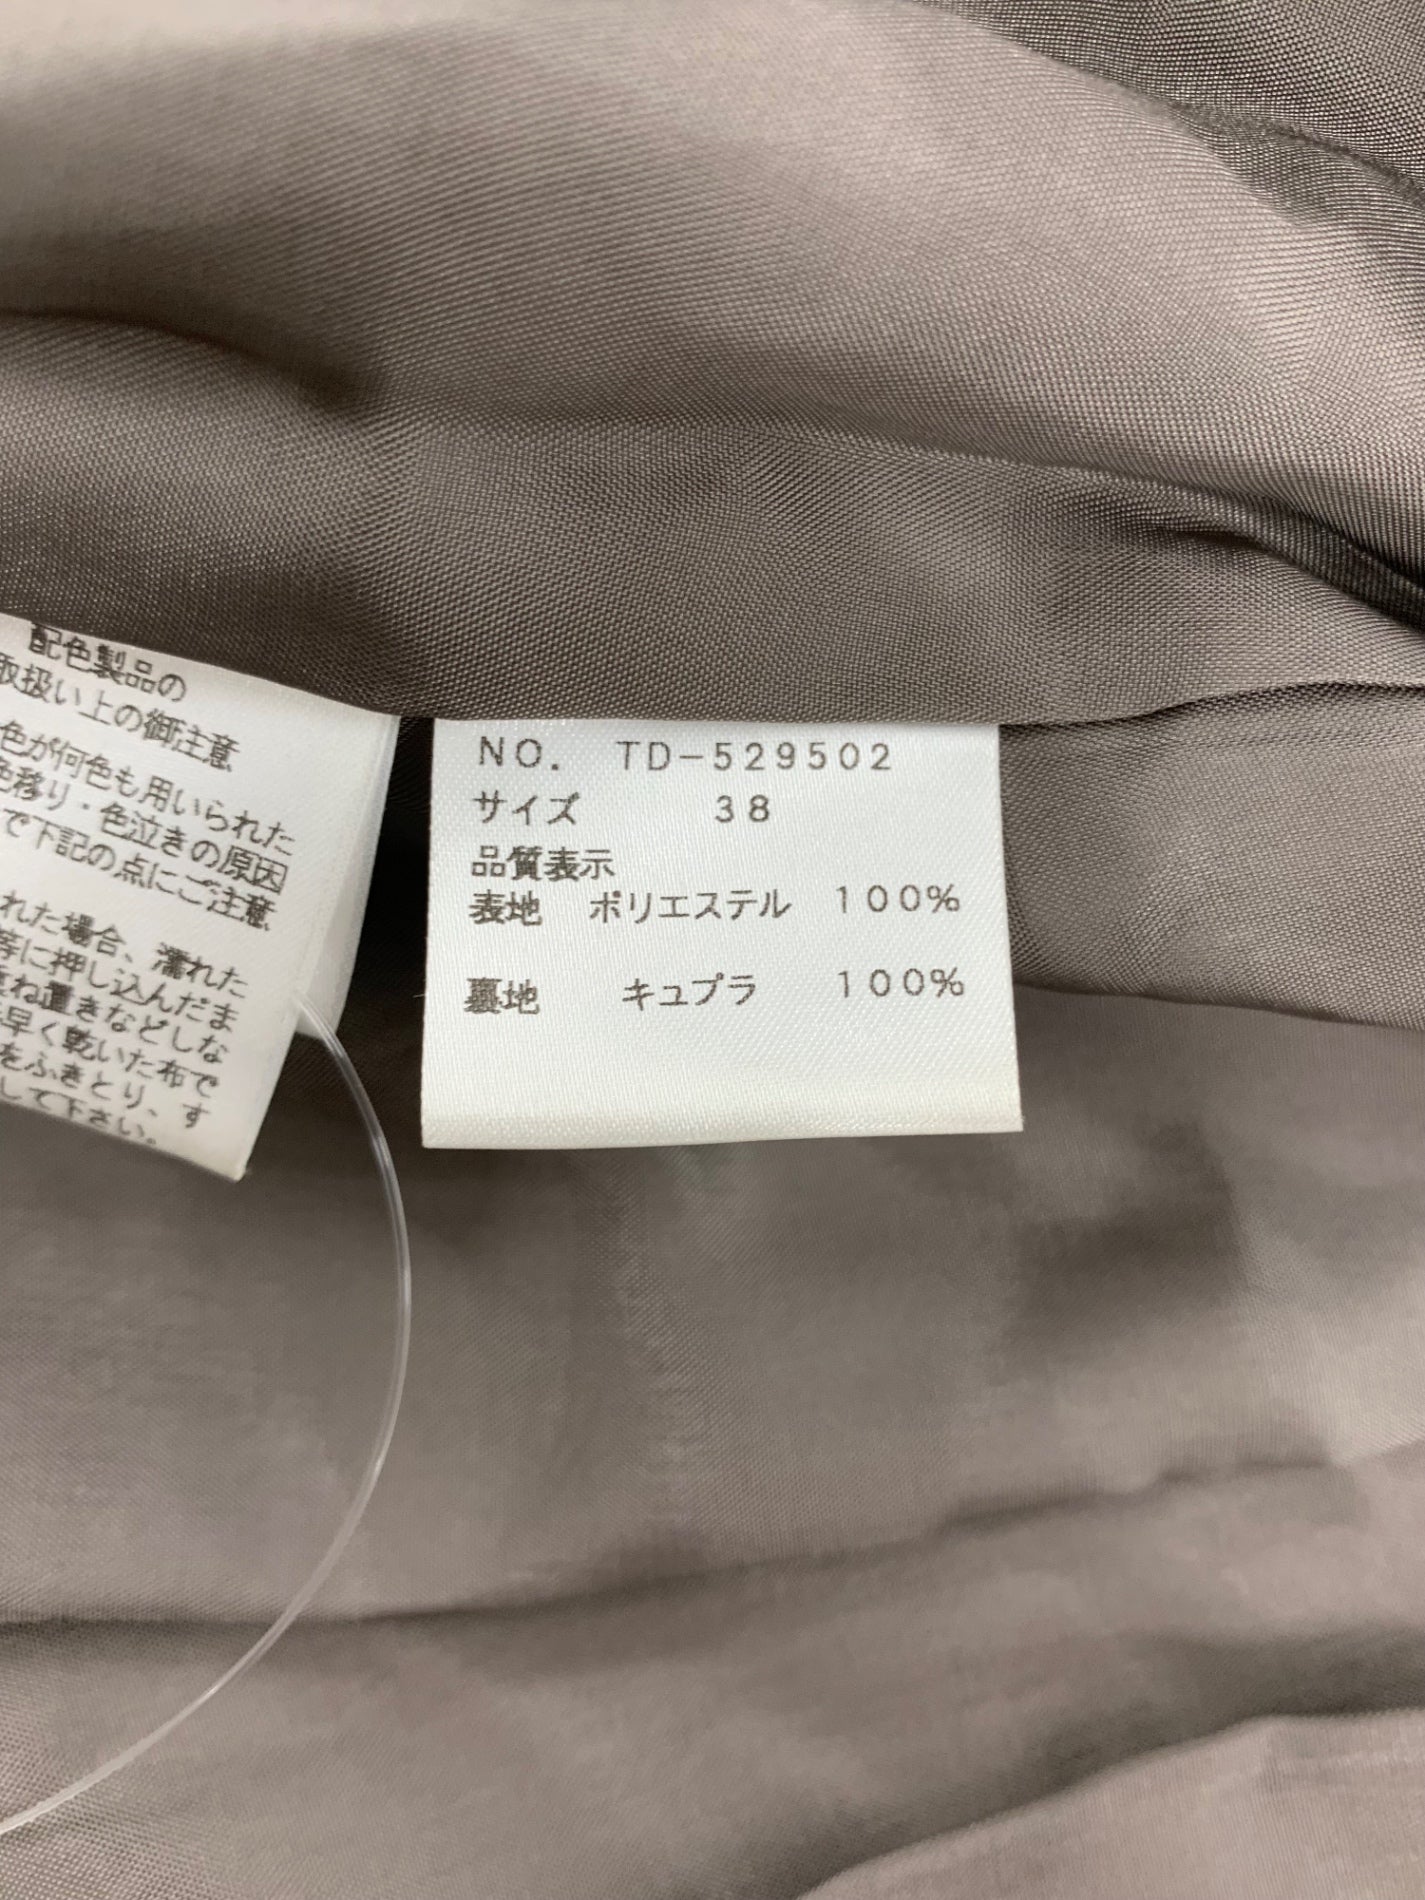 配色製品の
取扱い上の御注意
色が何色も用いられた
色移り・色泣きの原因
で下記の点にご注意
れた場合、濡れた
等に押し込んだま
重ね置きなどしな
早く乾いた布で
をふきとり、す
して下さい。
NO. TD-529502
サイズ 38
品質表示
表地 ポリエステル 100%
裏地 キュプラ 100%